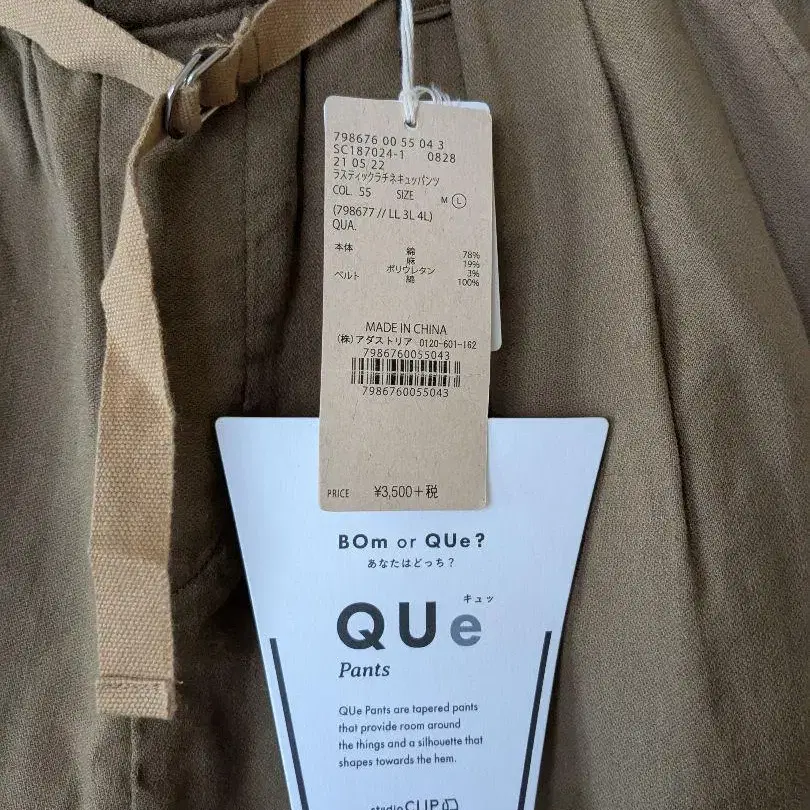 798676 00 55 04 3
SC187024-1 0828
21 05 22
ラスティックラチネキュッパンツ
COL. 55 SIZE M L
(798677 // LL 3L 4L)
QUA.
本体 綿 78%
麻 19%
ポリウレタン 3%
ベルト 綿 100%
MADE IN CHINA
(株)アダストリア 0120-601-162
7986760055043
7986760055043
PRICE ¥3,500+税
BOm or QUe?
あなたはどっち?
キュッ
QUe
Pants
QUe Pants are tapered pants
that provide room around
the things and a silhouette that
shapes towards the hem.
studio CLIP